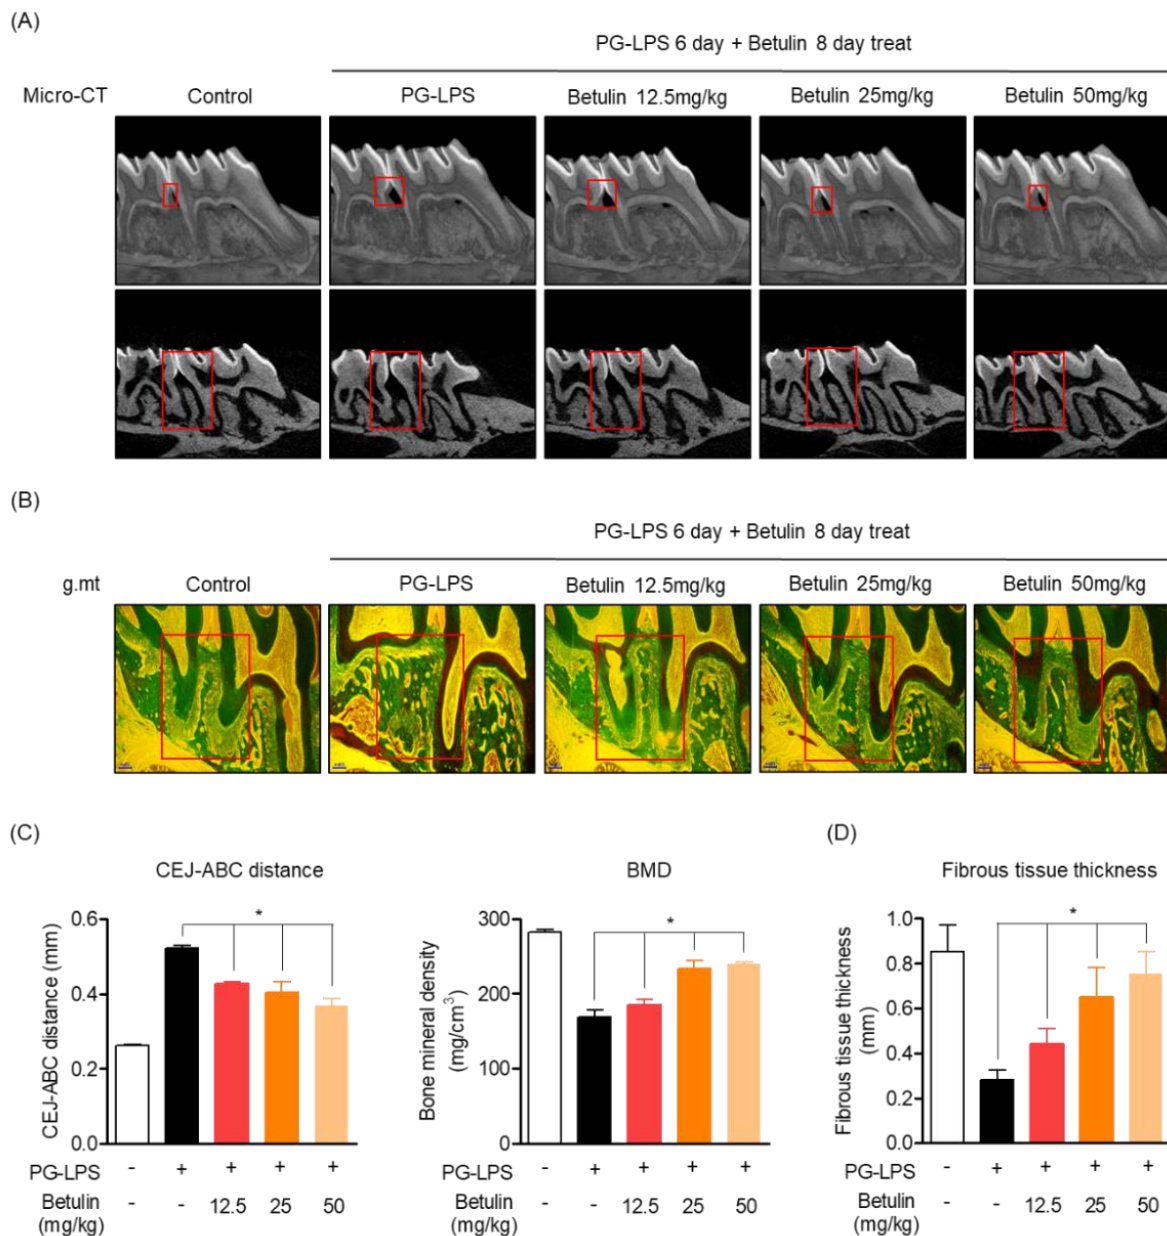 (A)
PG-LPS 6 day + Betulin 8 day treat
Micro-CT Control PG-LPS Betulin 12.5mg/kg Betulin 25mg/kg Betulin 50mg/kg
(B)
PG-LPS 6 day + Betulin 8 day treat
g.mt Control PG-LPS Betulin 12.5mg/kg Betulin 25mg/kg Betulin 50mg/kg
(C)
CEJ-ABC distance
CEJ-ABC distance (mm)
0.6
0.4
0.2
0.0
*
PG-LPS - + + + +
Betulin - - 12.5 25 50
(mg/kg)
BMD
Bone mineral density
(mg/cm³)
300
200
100
0
*
PG-LPS - + + + +
Betulin - - 12.5 25 50
(mg/kg)
(D)
Fibrous tissue thickness
Fibrous tissue thickness
(mm)
1.0
0.8
0.6
0.4
0.2
0.0
*
PG-LPS - + + + +
Betulin - - 12.5 25 50
(mg/kg)